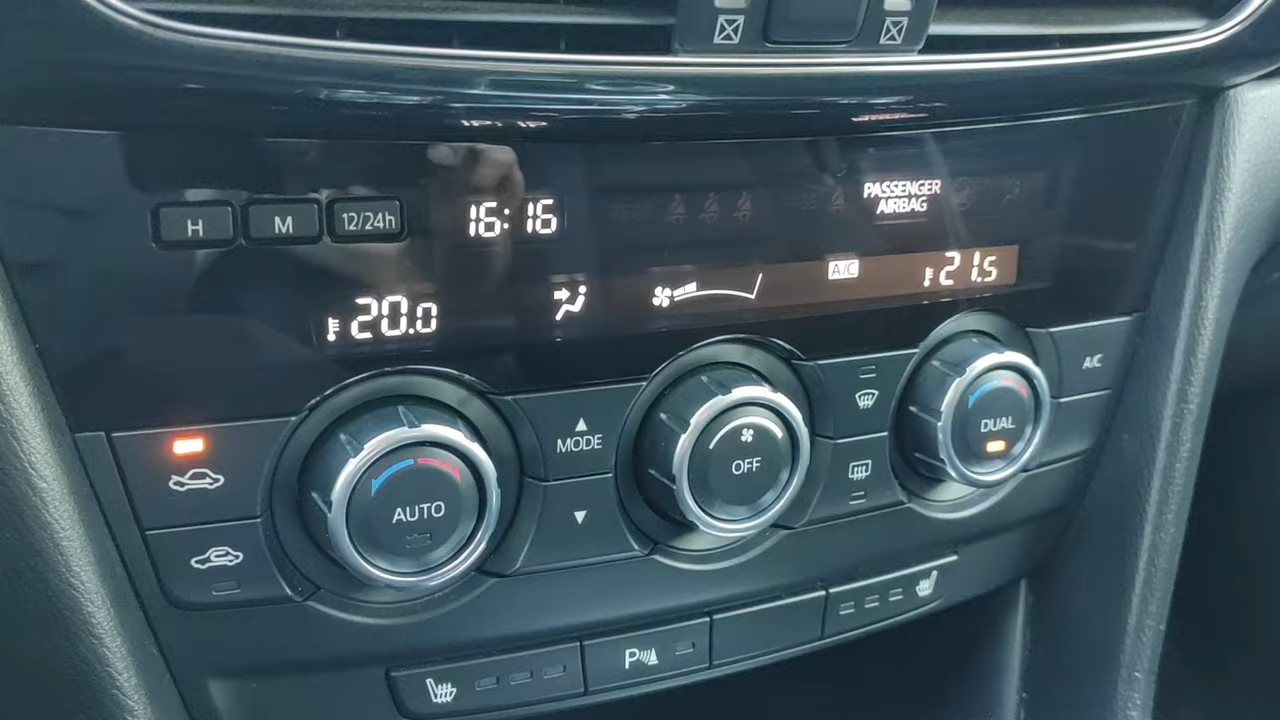 PASSENGER
AIRBAG
H
M
12/24h
16:16
A/C
21.5
20.0
A/C
MODE
DUAL
OFF
AUTO
P